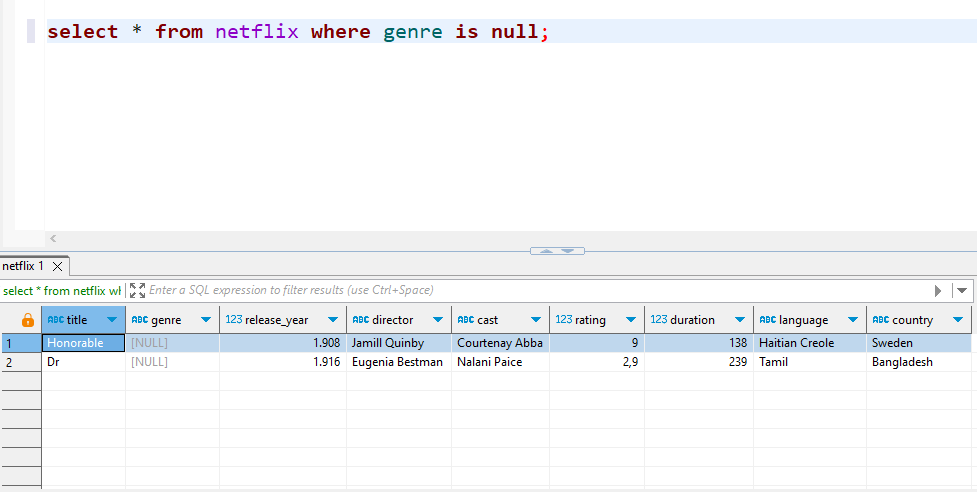 select * from netflix where genre is null;
netflix 1
select * from netflix wh Enter a SQL expression to filter results (use Ctrl+Space)
ABC title ABC genre 123 release_year ABC director ABC cast 123 rating 123 duration ABC language ABC country
1 Honorable [NULL] 1.908 Jamill Quinby Courtenay Abba 9 138 Haitian Creole Sweden
2 Dr [NULL] 1.916 Eugenia Bestman Nalani Paice 2,9 239 Tamil Bangladesh